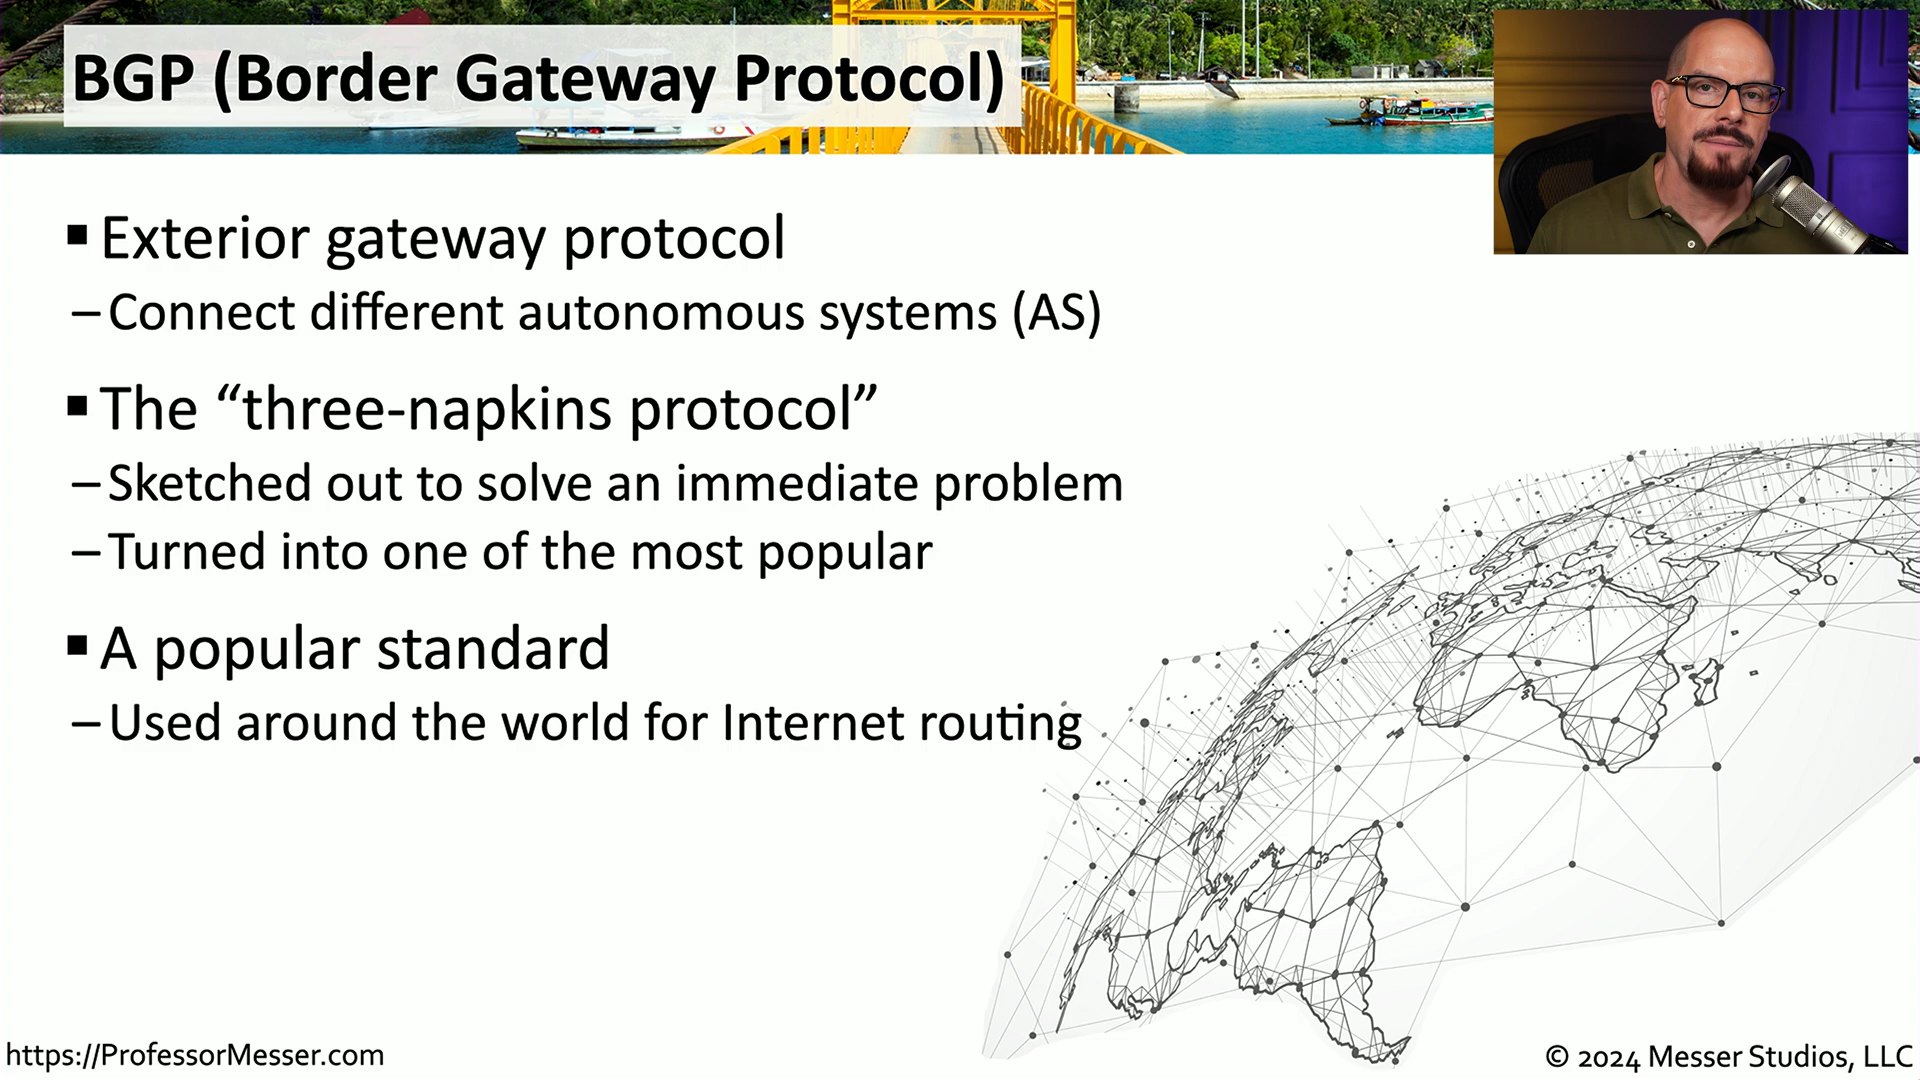 BGP (Border Gateway Protocol)
▪ Exterior gateway protocol
– Connect different autonomous systems (AS)
▪ The “three-napkins protocol”
– Sketched out to solve an immediate problem
– Turned into one of the most popular
▪ A popular standard
– Used around the world for Internet routing
https://ProfessorMesser.com
© 2024 Messer Studios, LLC